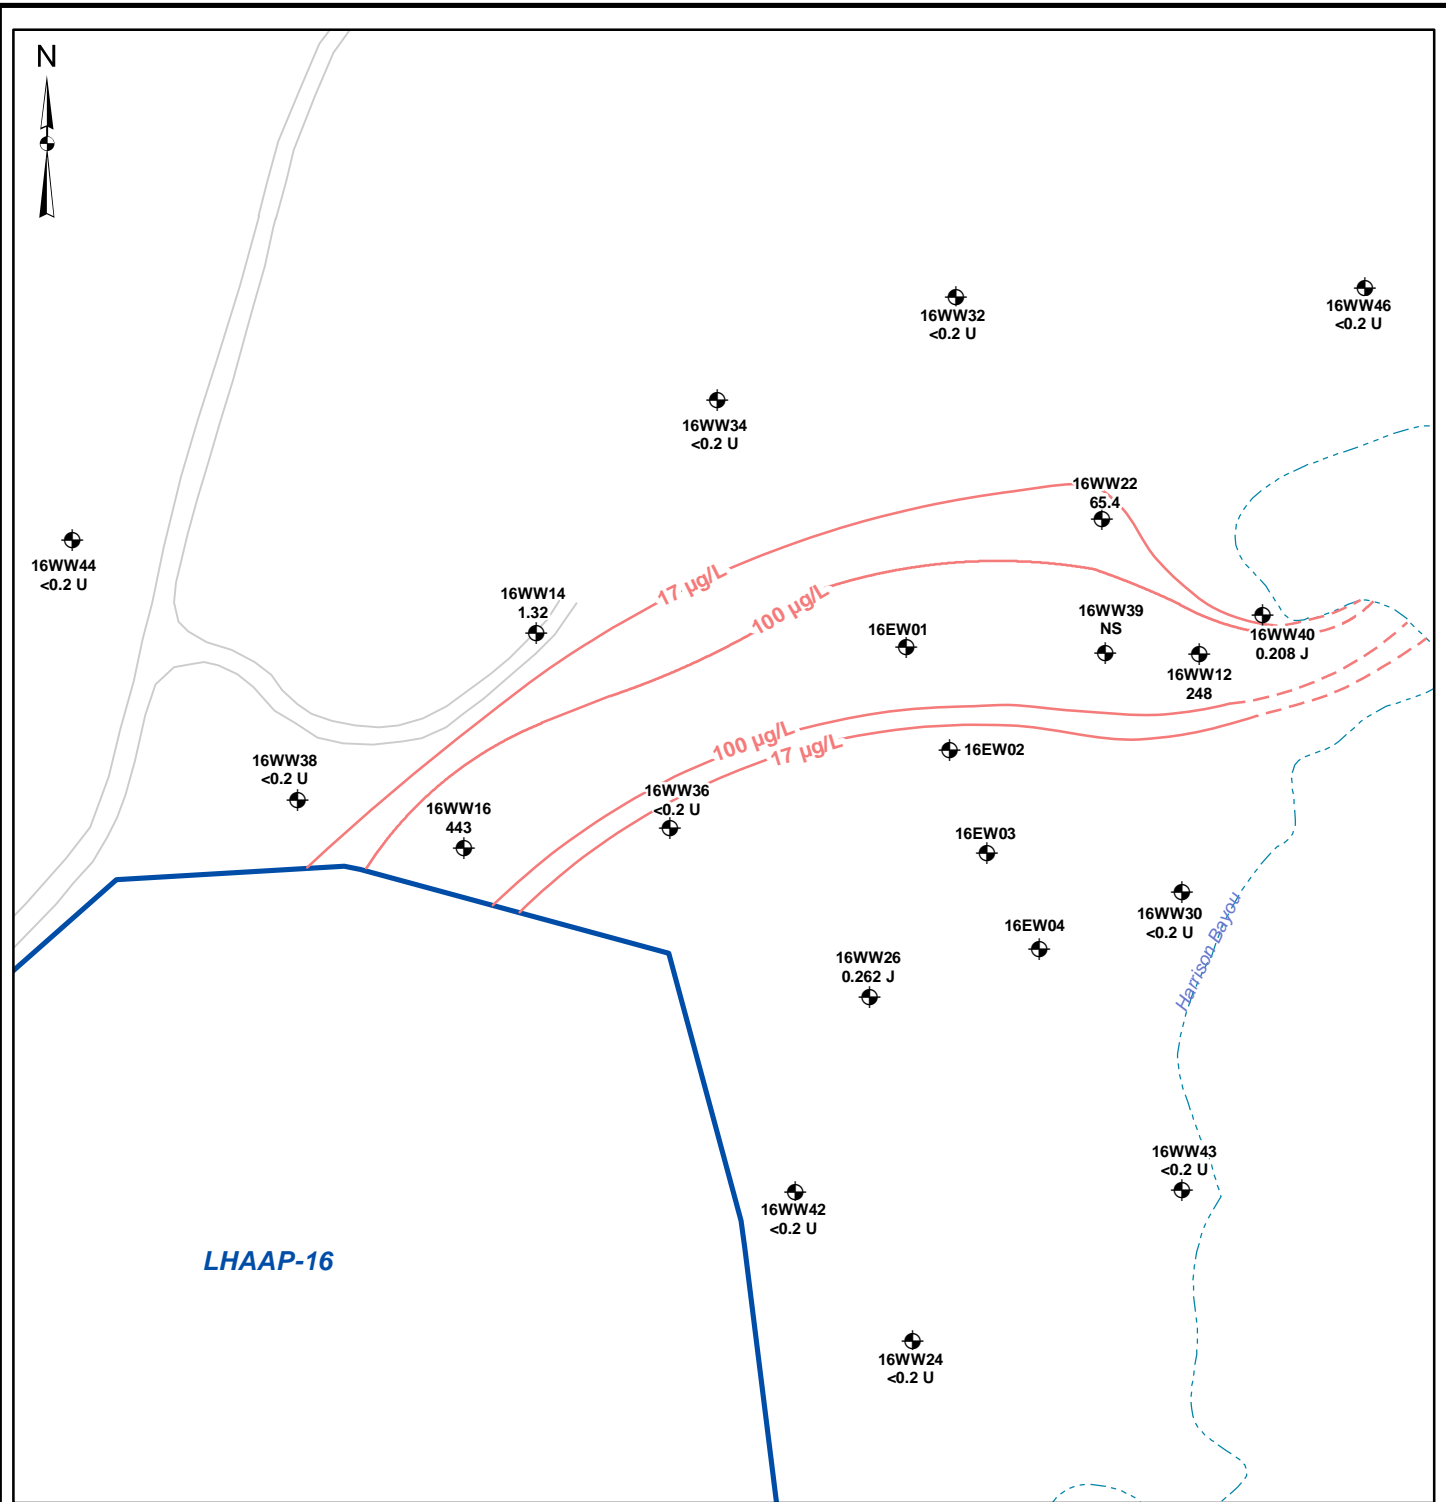 N
16WW32
<0.2 U
16WW46
<0.2 U
16WW34
<0.2 U
16WW22
65.4
16WW44
<0.2 U
16WW14
1.32
17 µg/L
100 µg/L
16EW01
16WW39
NS
16WW40
0.208 J
16WW12
248
100 µg/L
17 µg/L
16EW02
16WW38
<0.2 U
16WW16
443
16WW36
<0.2 U
16EW03
16WW30
<0.2 U
16EW04
Harrison Bayou
16WW26
0.262 J
16WW43
<0.2 U
16WW42
<0.2 U
LHAAP-16
16WW24
<0.2 U